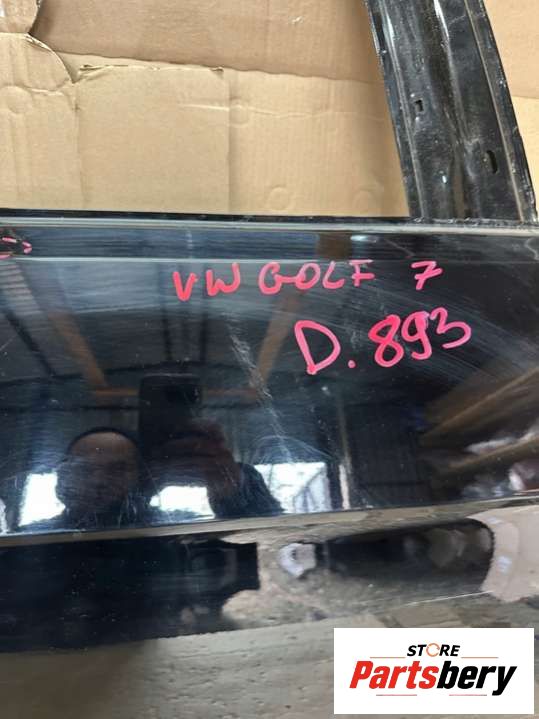 VW GOLF 7
D.893
STORE
Partsbery